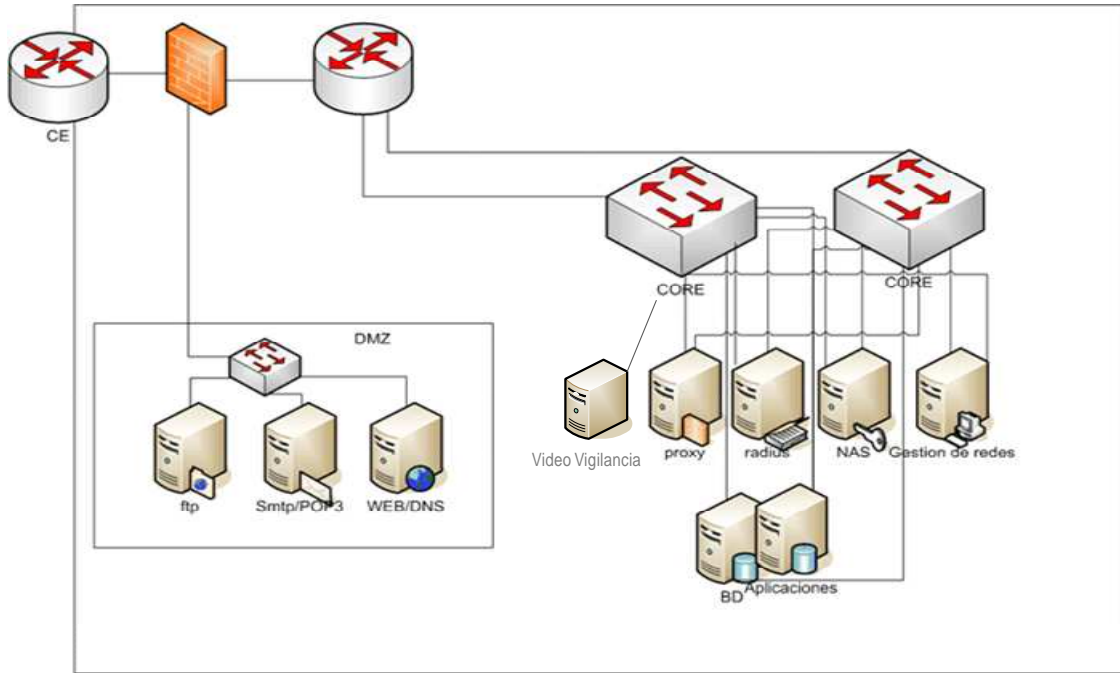 CE
CORE
CORE
DMZ
ftp
Smtp/POP3
WEB/DNS
Video Vigilancia
proxy
radius
NAS
Gestion de redes
BD
Aplicaciones